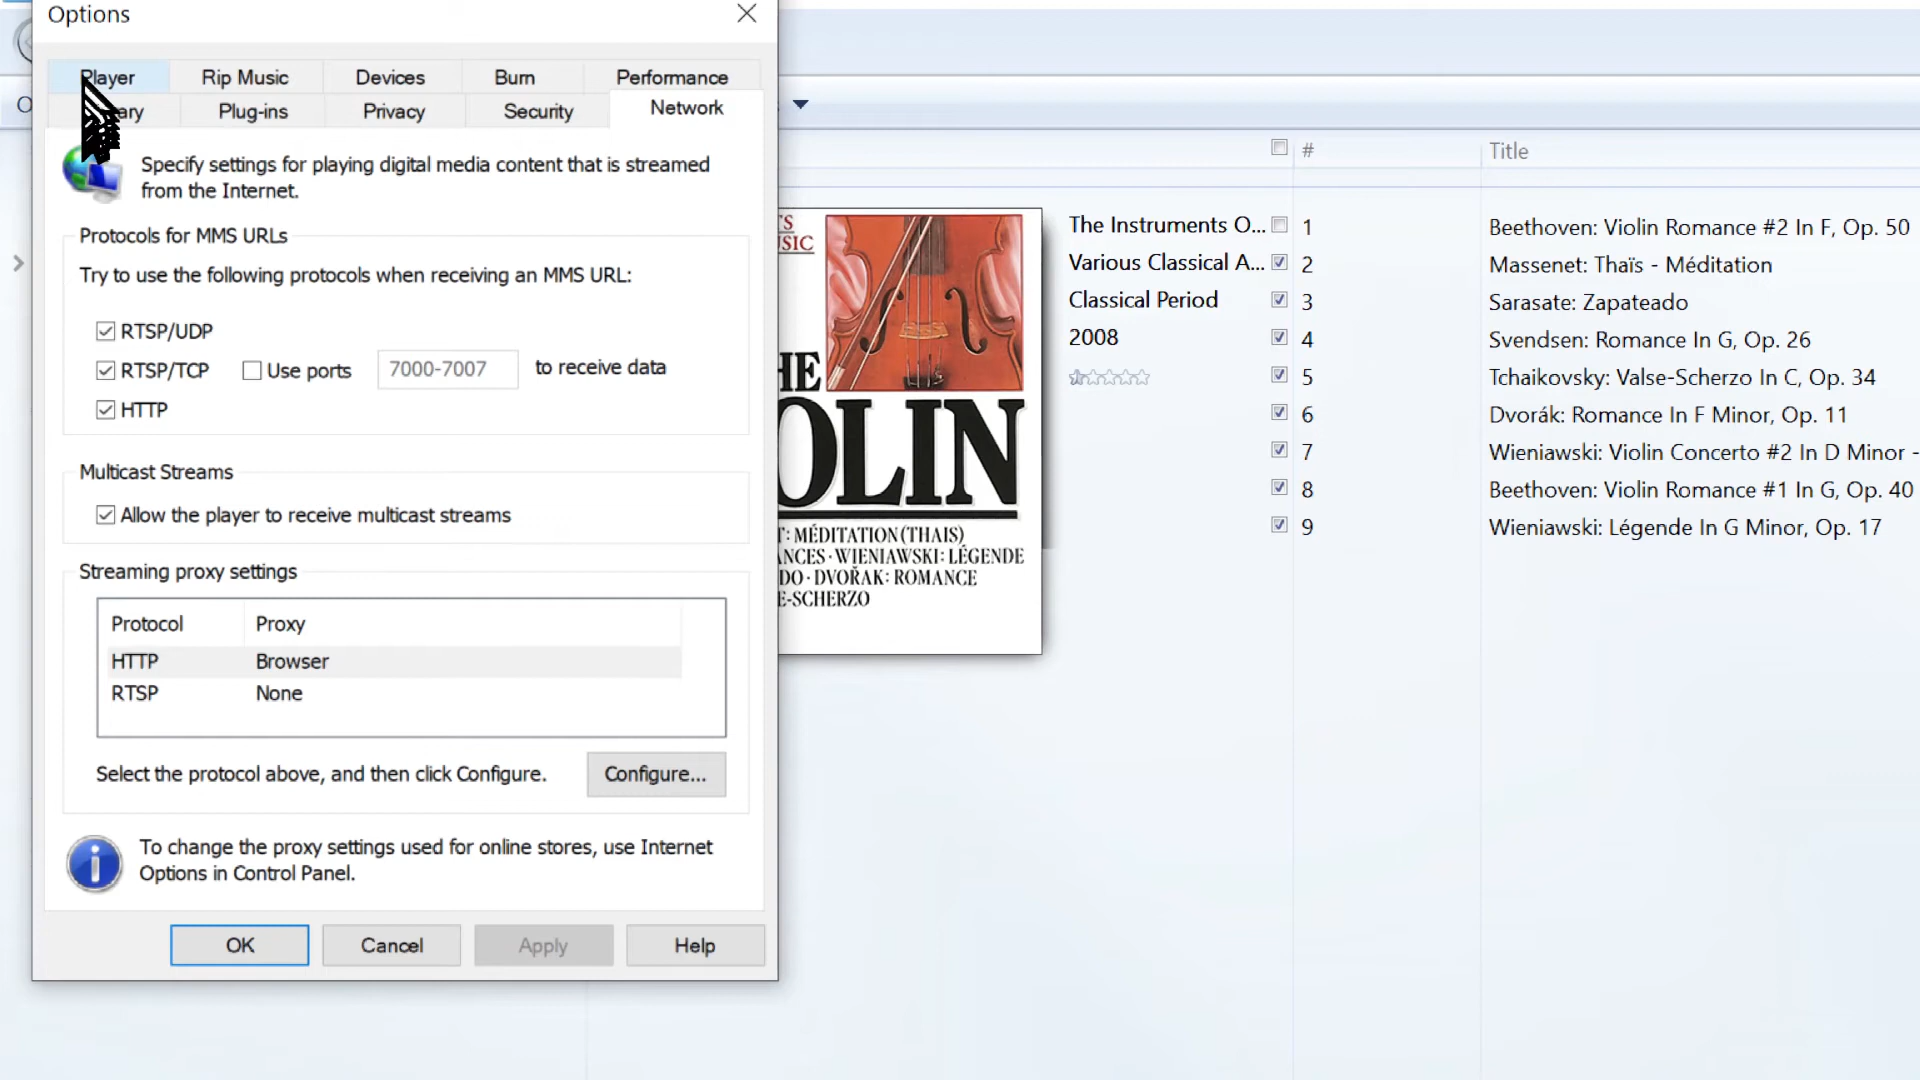 Options
Player Rip Music Devices Burn Performance
Plug-ins Privacy Security Network
Specify settings for playing digital media content that is streamed
from the Internet.
Protocols for MMS URLs
Try to use the following protocols when receiving an MMS URL:
RTSP/UDP
RTSP/TCP Use ports 7000-7007 to receive data
HTTP
Multicast Streams
Allow the player to receive multicast streams
Streaming proxy settings
Protocol Proxy
HTTP Browser
RTSP None
Select the protocol above, and then click Configure. Configure...
To change the proxy settings used for online stores, use Internet
Options in Control Panel.
OK Cancel Apply Help
OLIN
: MÉDITATION (THAIS)
WIENIAWSKI: LÉGENDE
DVOŘÁK: ROMANCE
E-SCHERZO
# Title
The Instruments O...
Various Classical A...
Classical Period
2008
1 Beethoven: Violin Romance #2 In F, Op. 50
2 Massenet: Thaïs - Méditation
3 Sarasate: Zapateado
4 Svendsen: Romance In G, Op. 26
5 Tchaikovsky: Valse-Scherzo In C, Op. 34
6 Dvorák: Romance In F Minor, Op. 11
7 Wieniawski: Violin Concerto #2 In D Minor -
8 Beethoven: Violin Romance #1 In G, Op. 40
9 Wieniawski: Légende In G Minor, Op. 17